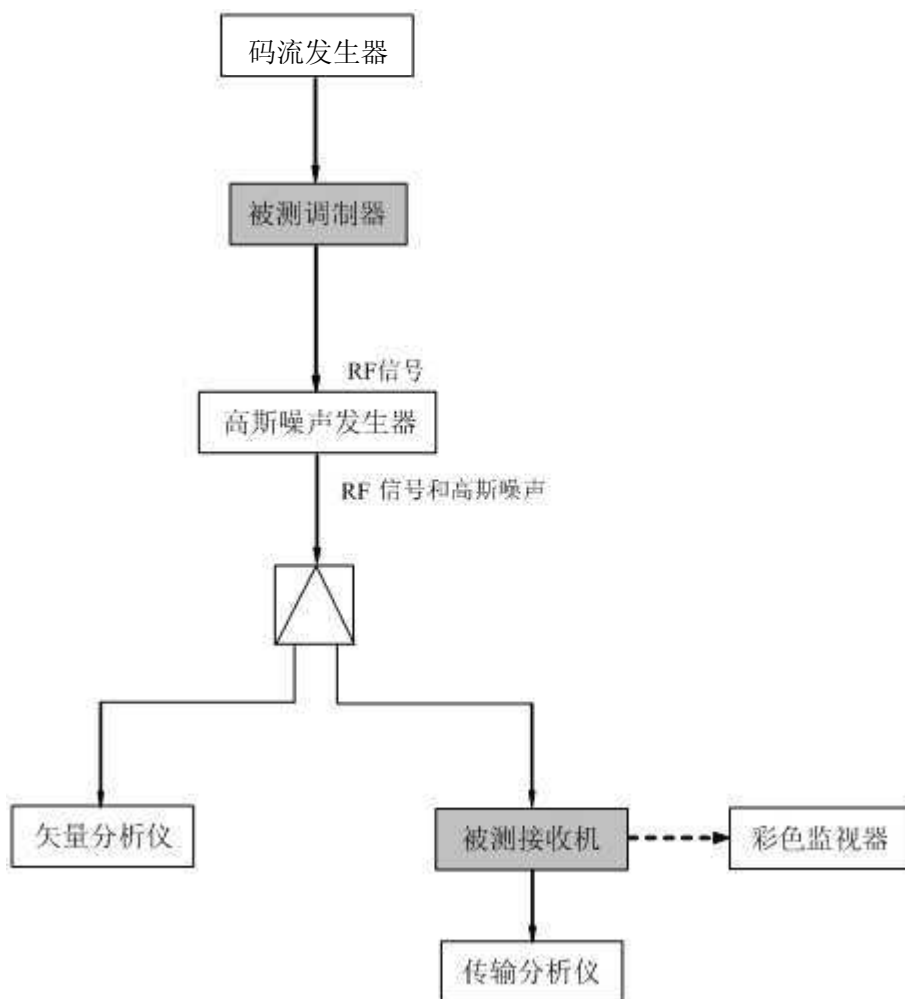 码流发生器
被测调制器
RF信号
高斯噪声发生器
RF 信号和高斯噪声
矢量分析仪
被测接收机
彩色监视器
传输分析仪